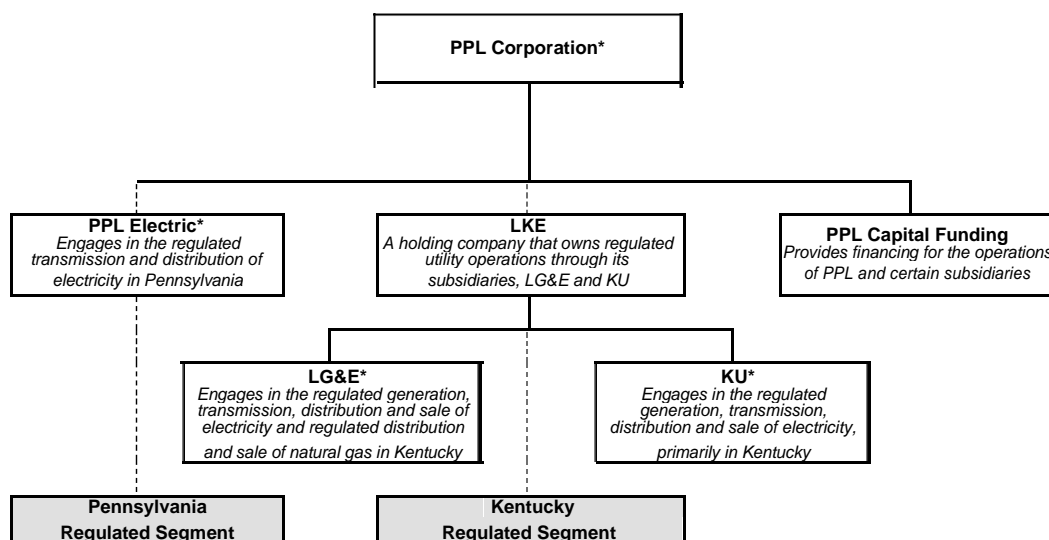 PPL Corporation*
PPL Electric*
Engages in the regulated
transmission and distribution of
electricity in Pennsylvania
LKE
A holding company that owns regulated
utility operations through its
subsidiaries, LG&E and KU
PPL Capital Funding
Provides financing for the operations
of PPL and certain subsidiaries
LG&E*
Engages in the regulated generation,
transmission, distribution and sale of
electricity and regulated distribution
and sale of natural gas in Kentucky
KU*
Engages in the regulated
generation, transmission,
distribution and sale of electricity,
primarily in Kentucky
Pennsylvania
Regulated Segment
Kentucky
Regulated Segment